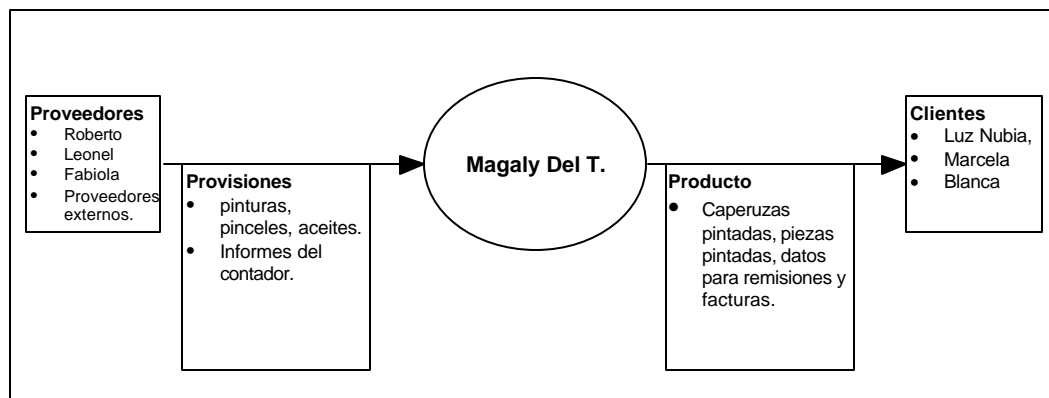 Proveedores
• Roberto
• Leonel
• Fabiola
• Proveedores
externos.
Provisiones
• pinturas,
pinceles, aceites.
• Informes del
contador.
Magaly Del T.
Producto
• Caperuzas
pintadas, piezas
pintadas, datos
para remisiones y
facturas.
Clientes
• Luz Nubia,
• Marcela
• Blanca